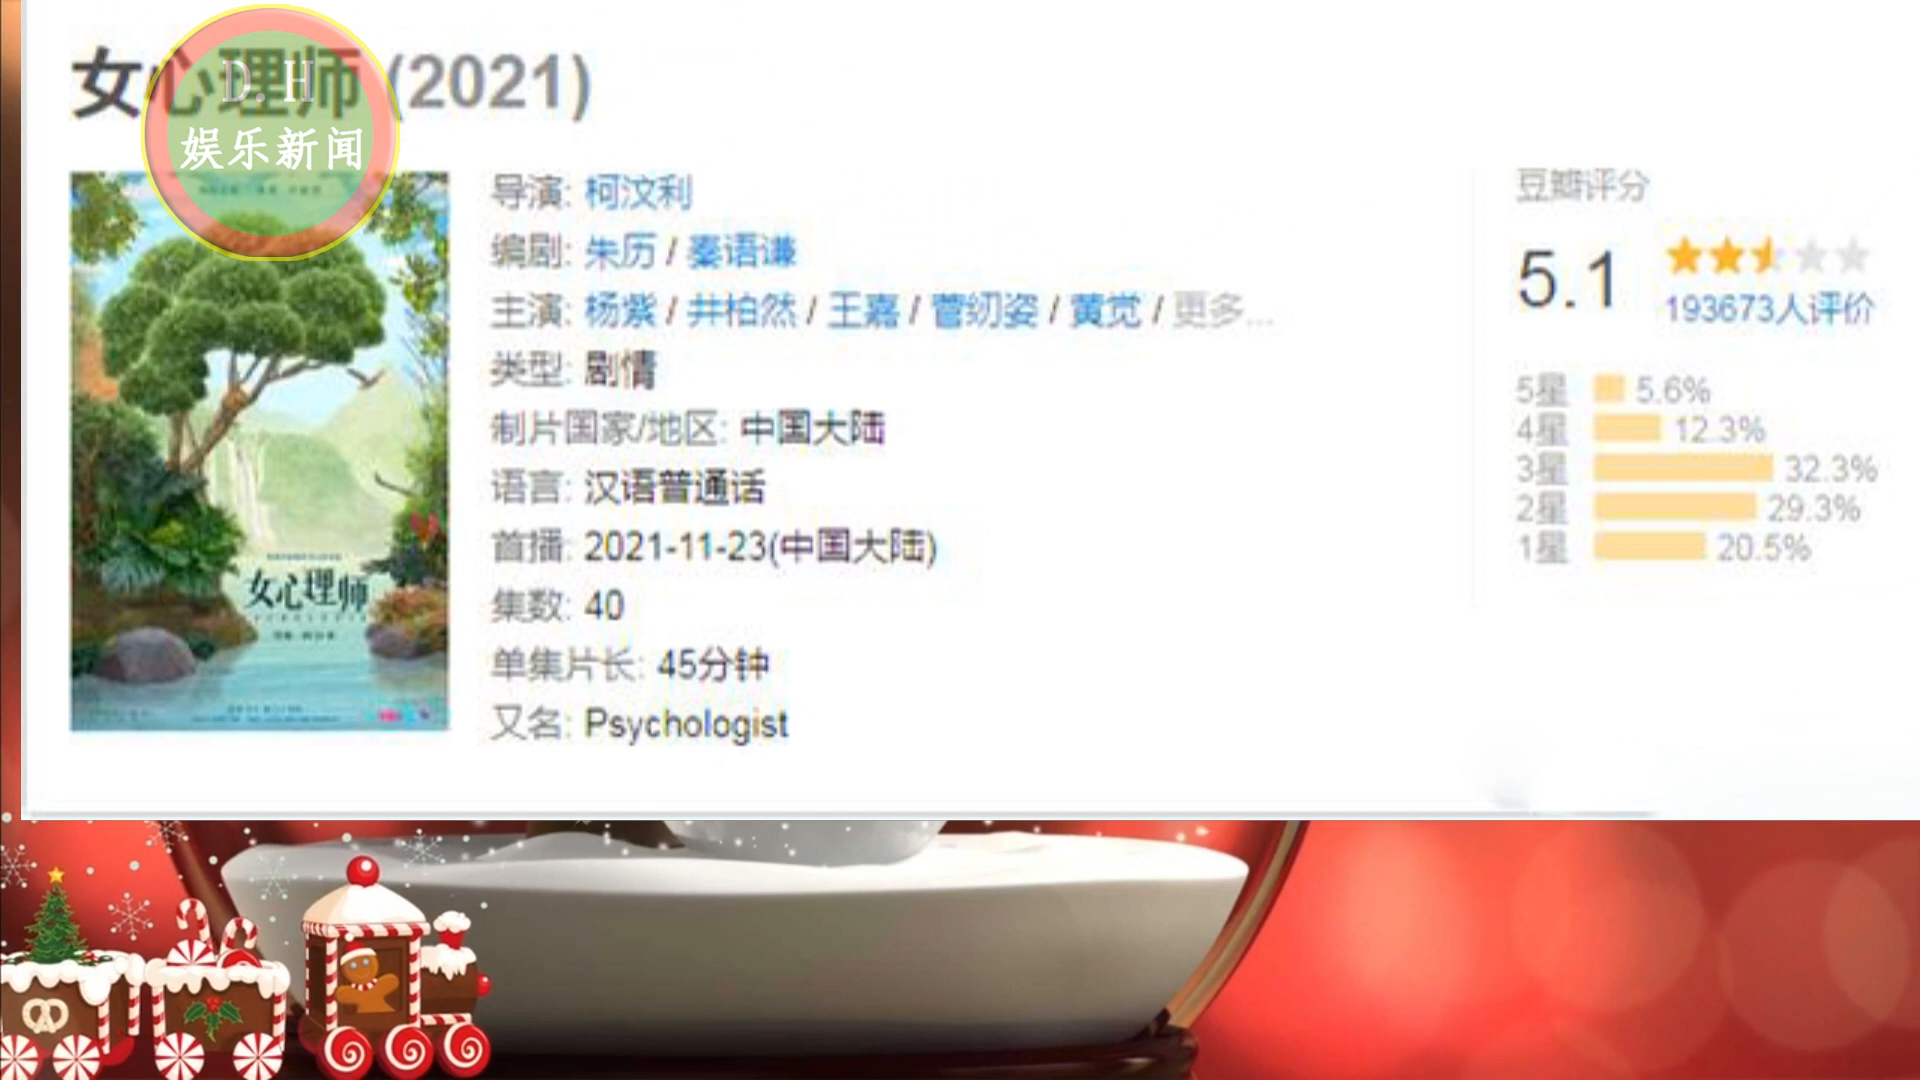 女心理师 (2021)
D. H
娱乐新闻
导演: 柯汶利
编剧: 朱历 / 秦语谦
主演: 杨紫 / 井柏然 / 王嘉 / 菅纫姿 / 黄觉 / 更多...
类型: 剧情
制片国家/地区: 中国大陆
语言: 汉语普通话
首播: 2021-11-23(中国大陆)
集数: 40
单集片长: 45分钟
又名: Psychologist
豆瓣评分
5.1
193673人评价
5星 5.6%
4星 12.3%
3星 32.3%
2星 29.3%
1星 20.5%
女心理师